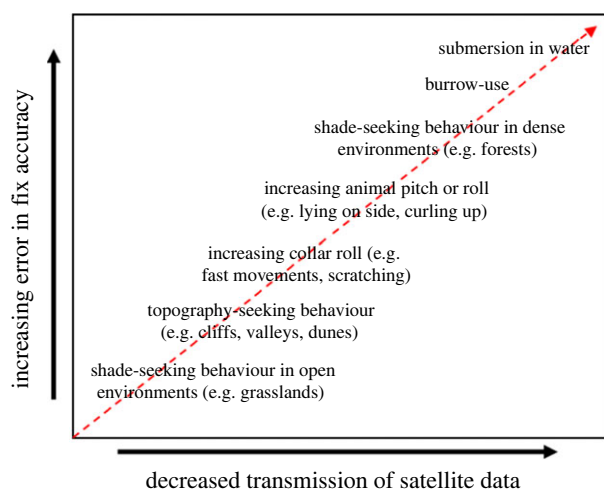 submersion in water
burrow-use
shade-seeking behaviour in dense
environments (e.g. forests)
increasing animal pitch or roll
(e.g. lying on side, curling up)
increasing collar roll (e.g.
fast movements, scratching)
topography-seeking behaviour
(e.g. cliffs, valleys, dunes)
shade-seeking behaviour in open
environments (e.g. grasslands)
increasing error in fix accuracy
decreased transmission of satellite data